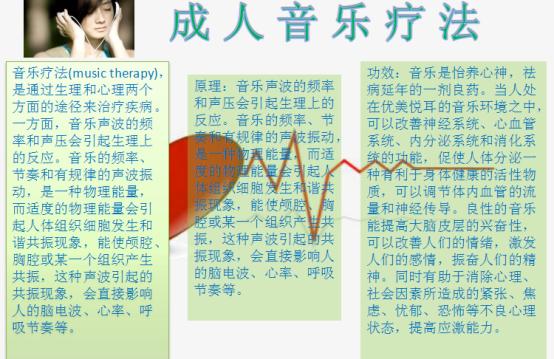 成人音乐疗法
音乐疗法(music therapy)，
是通过生理和心理两个
方面的途径来治疗疾病。
一方面，音乐声波的频
率和声压会引起生理上
的反应。音乐的频率、
节奏和有规律的声波振
动，是一种物理能量，
而适度的物理能量会引
起人体组织细胞发生和
谐共振现象，能使颅腔、
胸腔或某一个组织产生
共振，这种声波引起的
共振现象，会直接影响
人的脑电波、心率、呼
吸节奏等。
原理：音乐声波的频率
和声压会引起生理上的
反应。音乐的频率、节
奏和有规律的声波振动，
是一种物理能量，而适
度的物理能量会引起人
体组织细胞发生和谐共
振现象，能使颅腔、胸
腔或某一个组织产生共
振，这种声波引起的共
振现象，会直接影响人
的脑电波、心率、呼吸
节奏等。
功效：音乐是怡养心神，祛
病延年的一剂良药。当人处
在优美悦耳的音乐环境之中，
可以改善神经系统、心血管
系统、内分泌系统和消化系
统的功能，促使人体分泌一
种有利于身体健康的活性物
质，可以调节体内血管的流
量和神经传导。良性的音乐
能提高大脑皮层的兴奋性，
可以改善人们的情绪，激发
人们的感情，振奋人们的精
神。同时有助于消除心理、
社会因素所造成的紧张、焦
虑、忧郁、恐怖等不良心理
状态，提高应激能力。